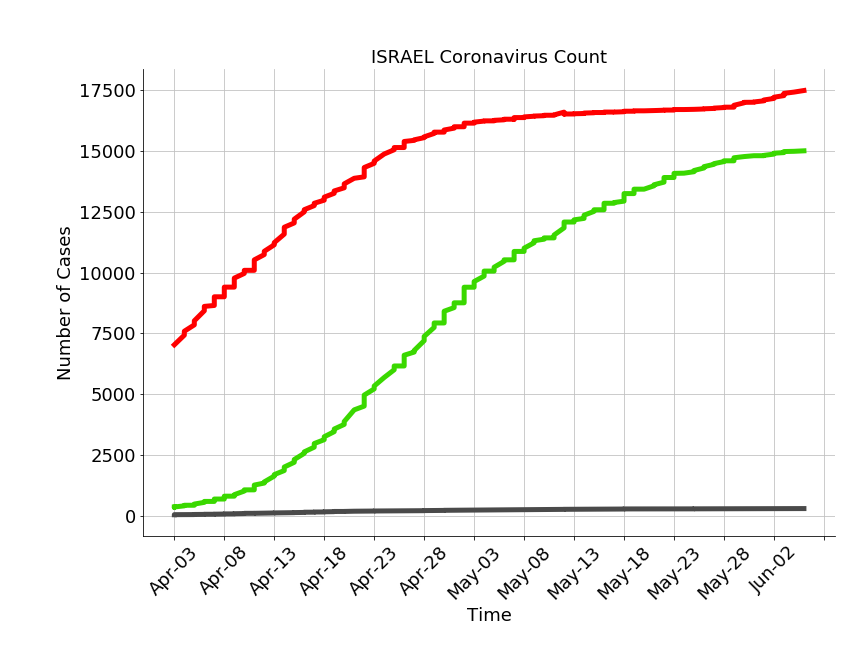 ISRAEL Coronavirus Count
Number of Cases
17500
15000
12500
10000
7500
5000
2500
0
Apr-03
Apr-08
Apr-13
Apr-18
Apr-23
Apr-28
May-03
May-08
May-13
May-18
May-23
May-28
Jun-02
Time